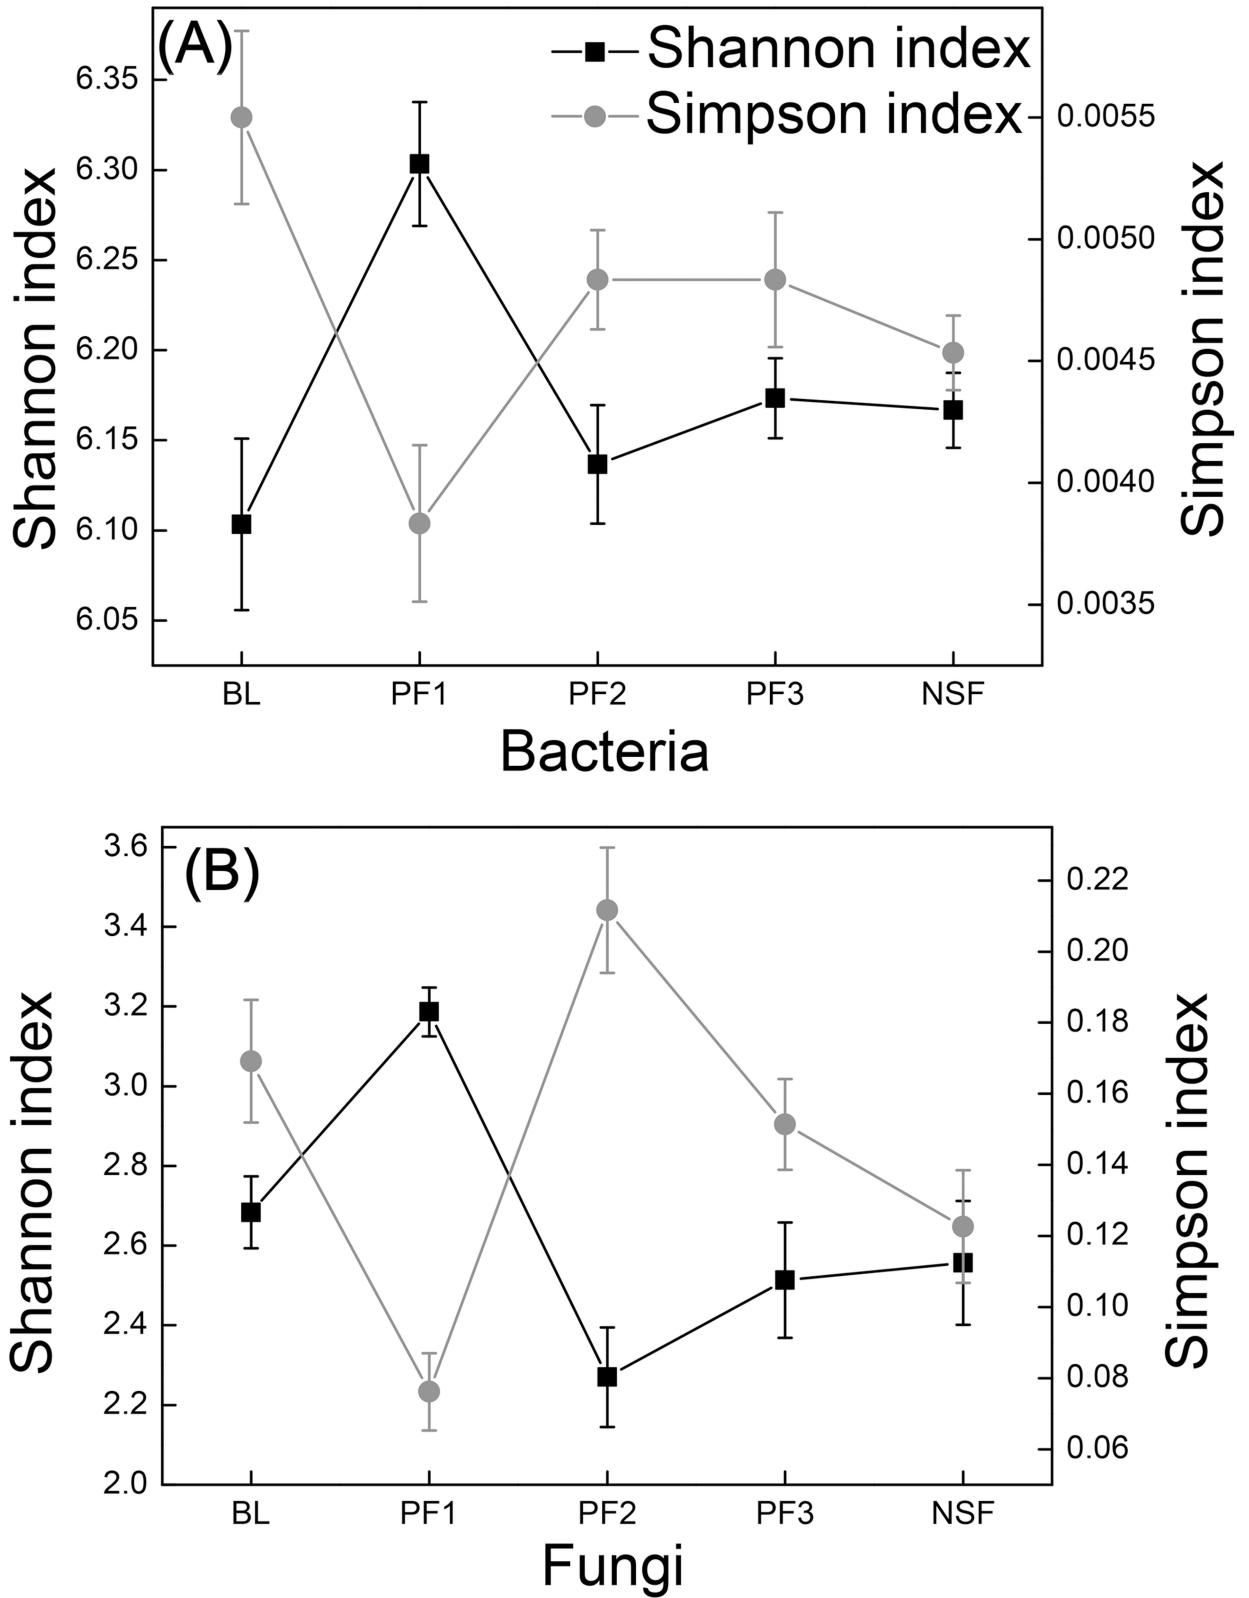 (A)
Shannon index
Simpson index
6.35
6.30
6.25
6.20
6.15
6.10
6.05
Shannon index
0.0055
0.0050
0.0045
0.0040
0.0035
Simpson index
BL PF1 PF2 PF3 NSF
Bacteria
(B)
3.6
3.4
3.2
3.0
2.8
2.6
2.4
2.2
2.0
Shannon index
0.22
0.20
0.18
0.16
0.14
0.12
0.10
0.08
0.06
Simpson index
BL PF1 PF2 PF3 NSF
Fungi